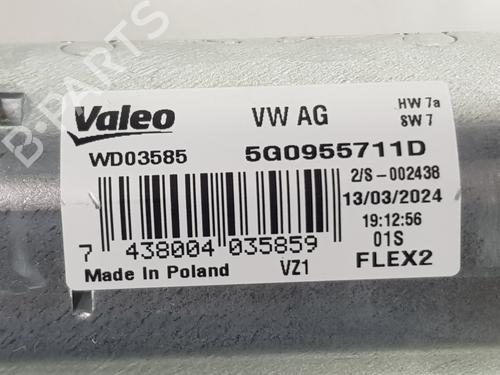 Valeo VW AG HW 7a
SW 7
WD03585 5G0955711D
2/S-002438
13/03/2024
19:12:56
7 438004 035859 01S
Made In Poland VZ1 FLEX2
B-PARTS